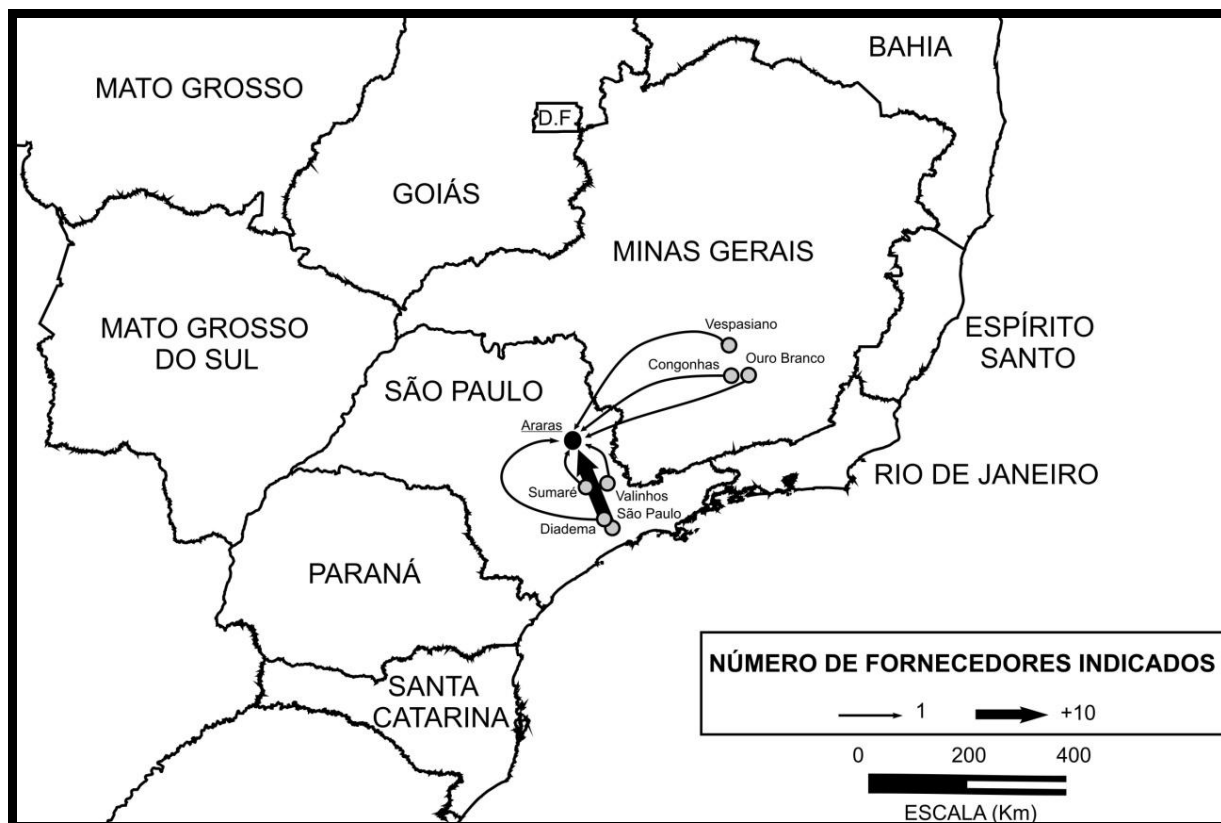 BAHIA
MATO GROSSO
D.F.
GOIÁS
MINAS GERAIS
MATO GROSSO
DO SUL
ESPÍRITO
SANTO
Vespasiano
Congonhas
Ouro Branco
SÃO PAULO
Araras
RIO DE JANEIRO
Sumaré
Valinhos
São Paulo
Diadema
PARANÁ
SANTA
CATARINA
NÚMERO DE FORNECEDORES INDICADOS
1 +10
0 200 400
ESCALA (Km)